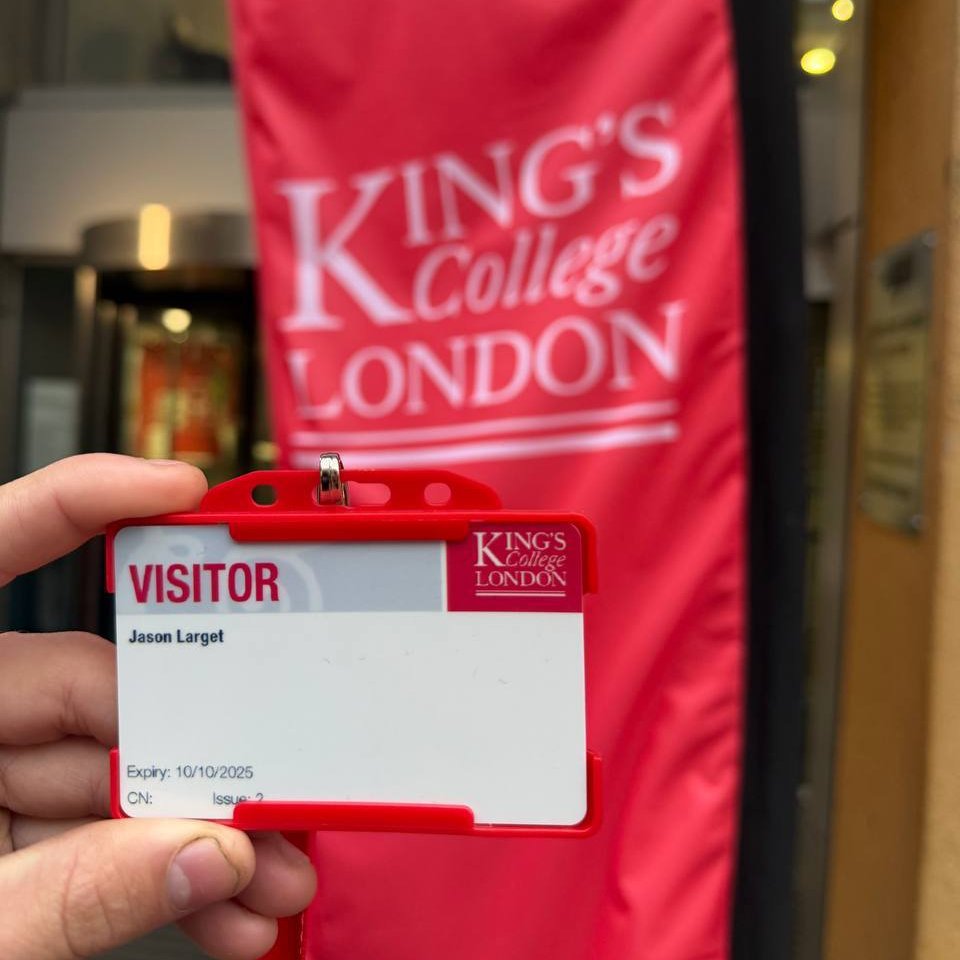 KING'S
College
LONDON
VISITOR
KING'S
College
LONDON
Jason Larget
Expiry: 10/10/2025
CN: Issue: 2